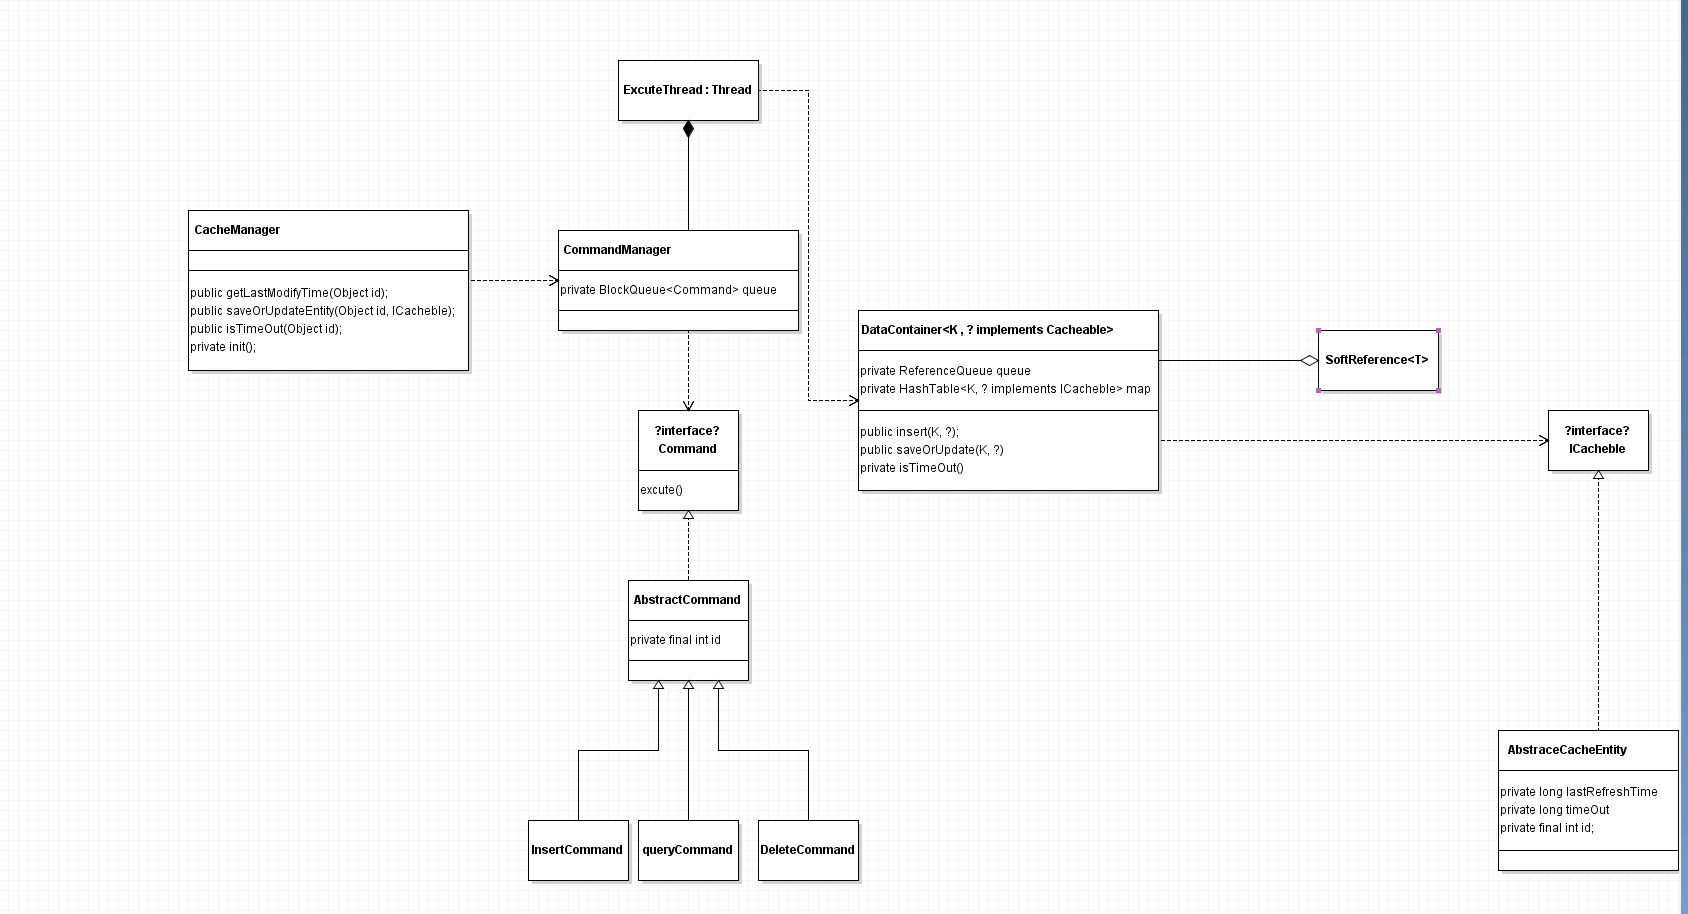 ExcuteThread : Thread
CacheManager
public getLastModifyTime(Object id);
public saveOrUpdateEntity(Object id, ICacheble);
public isTimeOut(Object id);
private init();
CommandManager
private BlockQueue<Command> queue
DataContainer<K , ? implements Cacheable>
private ReferenceQueue queue
private HashTable<K, ? implements ICacheble> map
public insert(K, ?);
public saveOrUpdate(K, ?)
private isTimeOut()
SoftReference<T>
?interface?
Command
excute()
?interface?
ICacheble
AbstractCommand
private final int id
AbstraceCacheEntity
private long lastRefreshTime
private long timeOut
private final int id;
InsertCommand
queryCommand
DeleteCommand